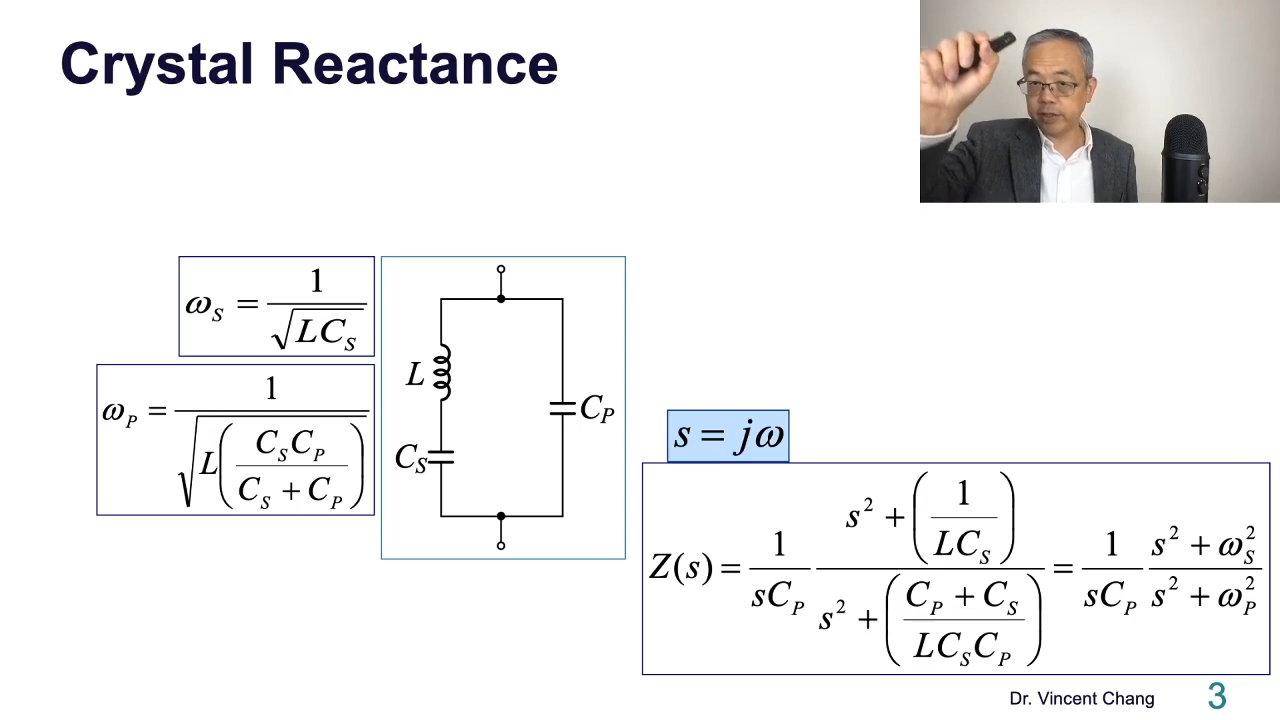 Crystal Reactance
ω_S = 1 / √(LC_S)
ω_P = 1 / √(L(C_S C_P / (C_S + C_P)))
L
C_S
C_P
s = jω
Z(s) = (1 / sC_P) (s² + (1 / LC_S)) / (s² + ((C_P + C_S) / LC_S C_P)) = (1 / sC_P) (s² + ω_S²) / (s² + ω_P²)
Dr. Vincent Chang
3